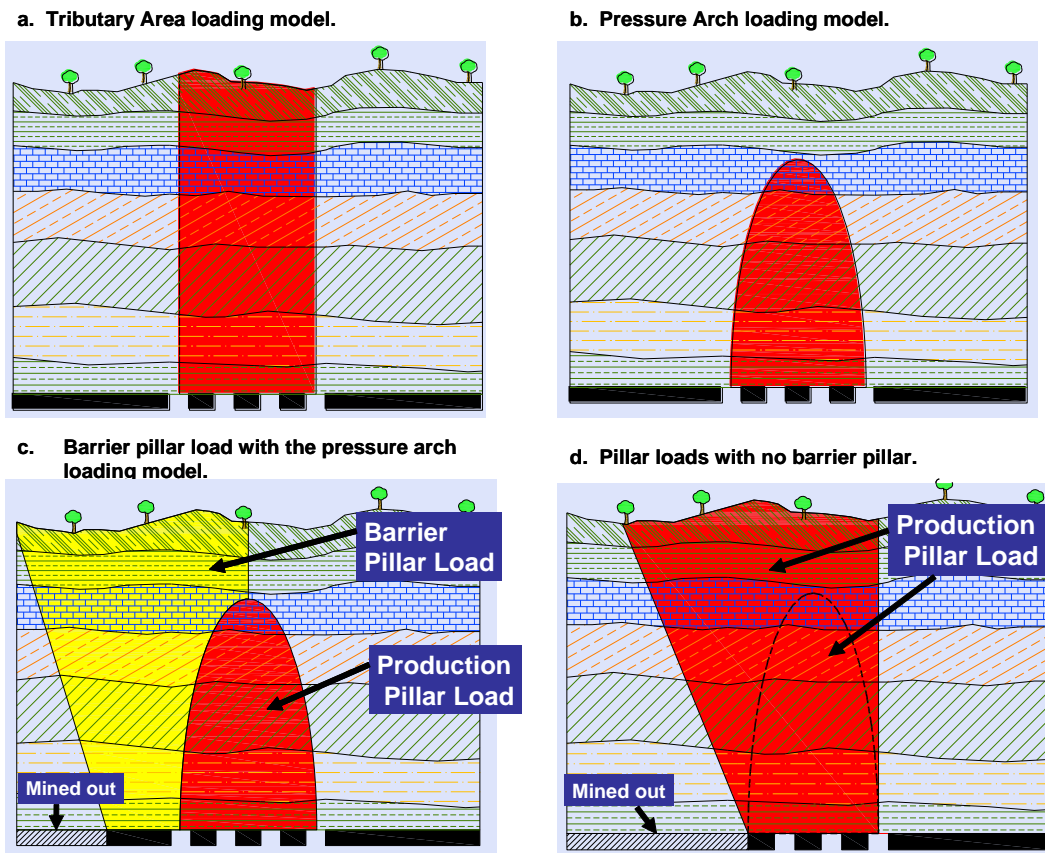 a. Tributary Area loading model.
b. Pressure Arch loading model.
c. Barrier pillar load with the pressure arch
loading model.
Barrier
Pillar Load
Production
Pillar Load
Mined out
d. Pillar loads with no barrier pillar.
Production
Pillar Load
Mined out